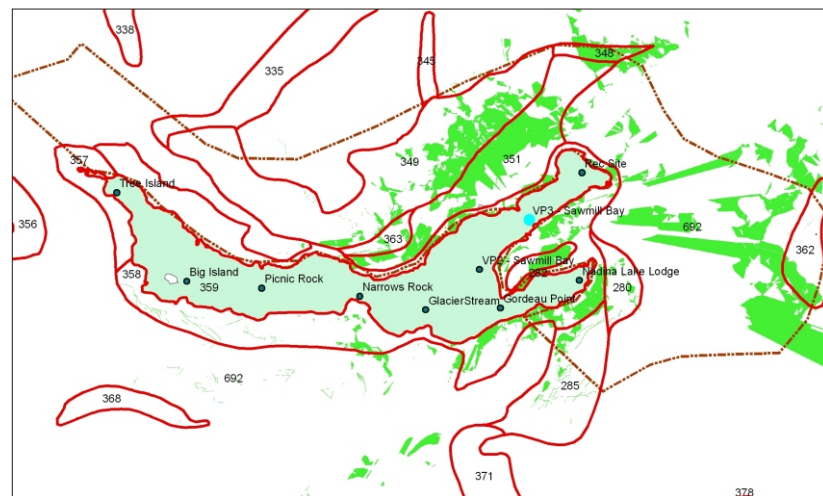 338
335
345
348
357
349
351
Rec Site
Tree Island
356
VP3 - Sawmill Bay
692
363
362
VP2 - Sawmill Bay
358
Big Island
359
Picnic Rock
Nadina Lake Lodge
280
Narrows Rock
GlacierStream
Gordeau Point
692
285
368
371
378